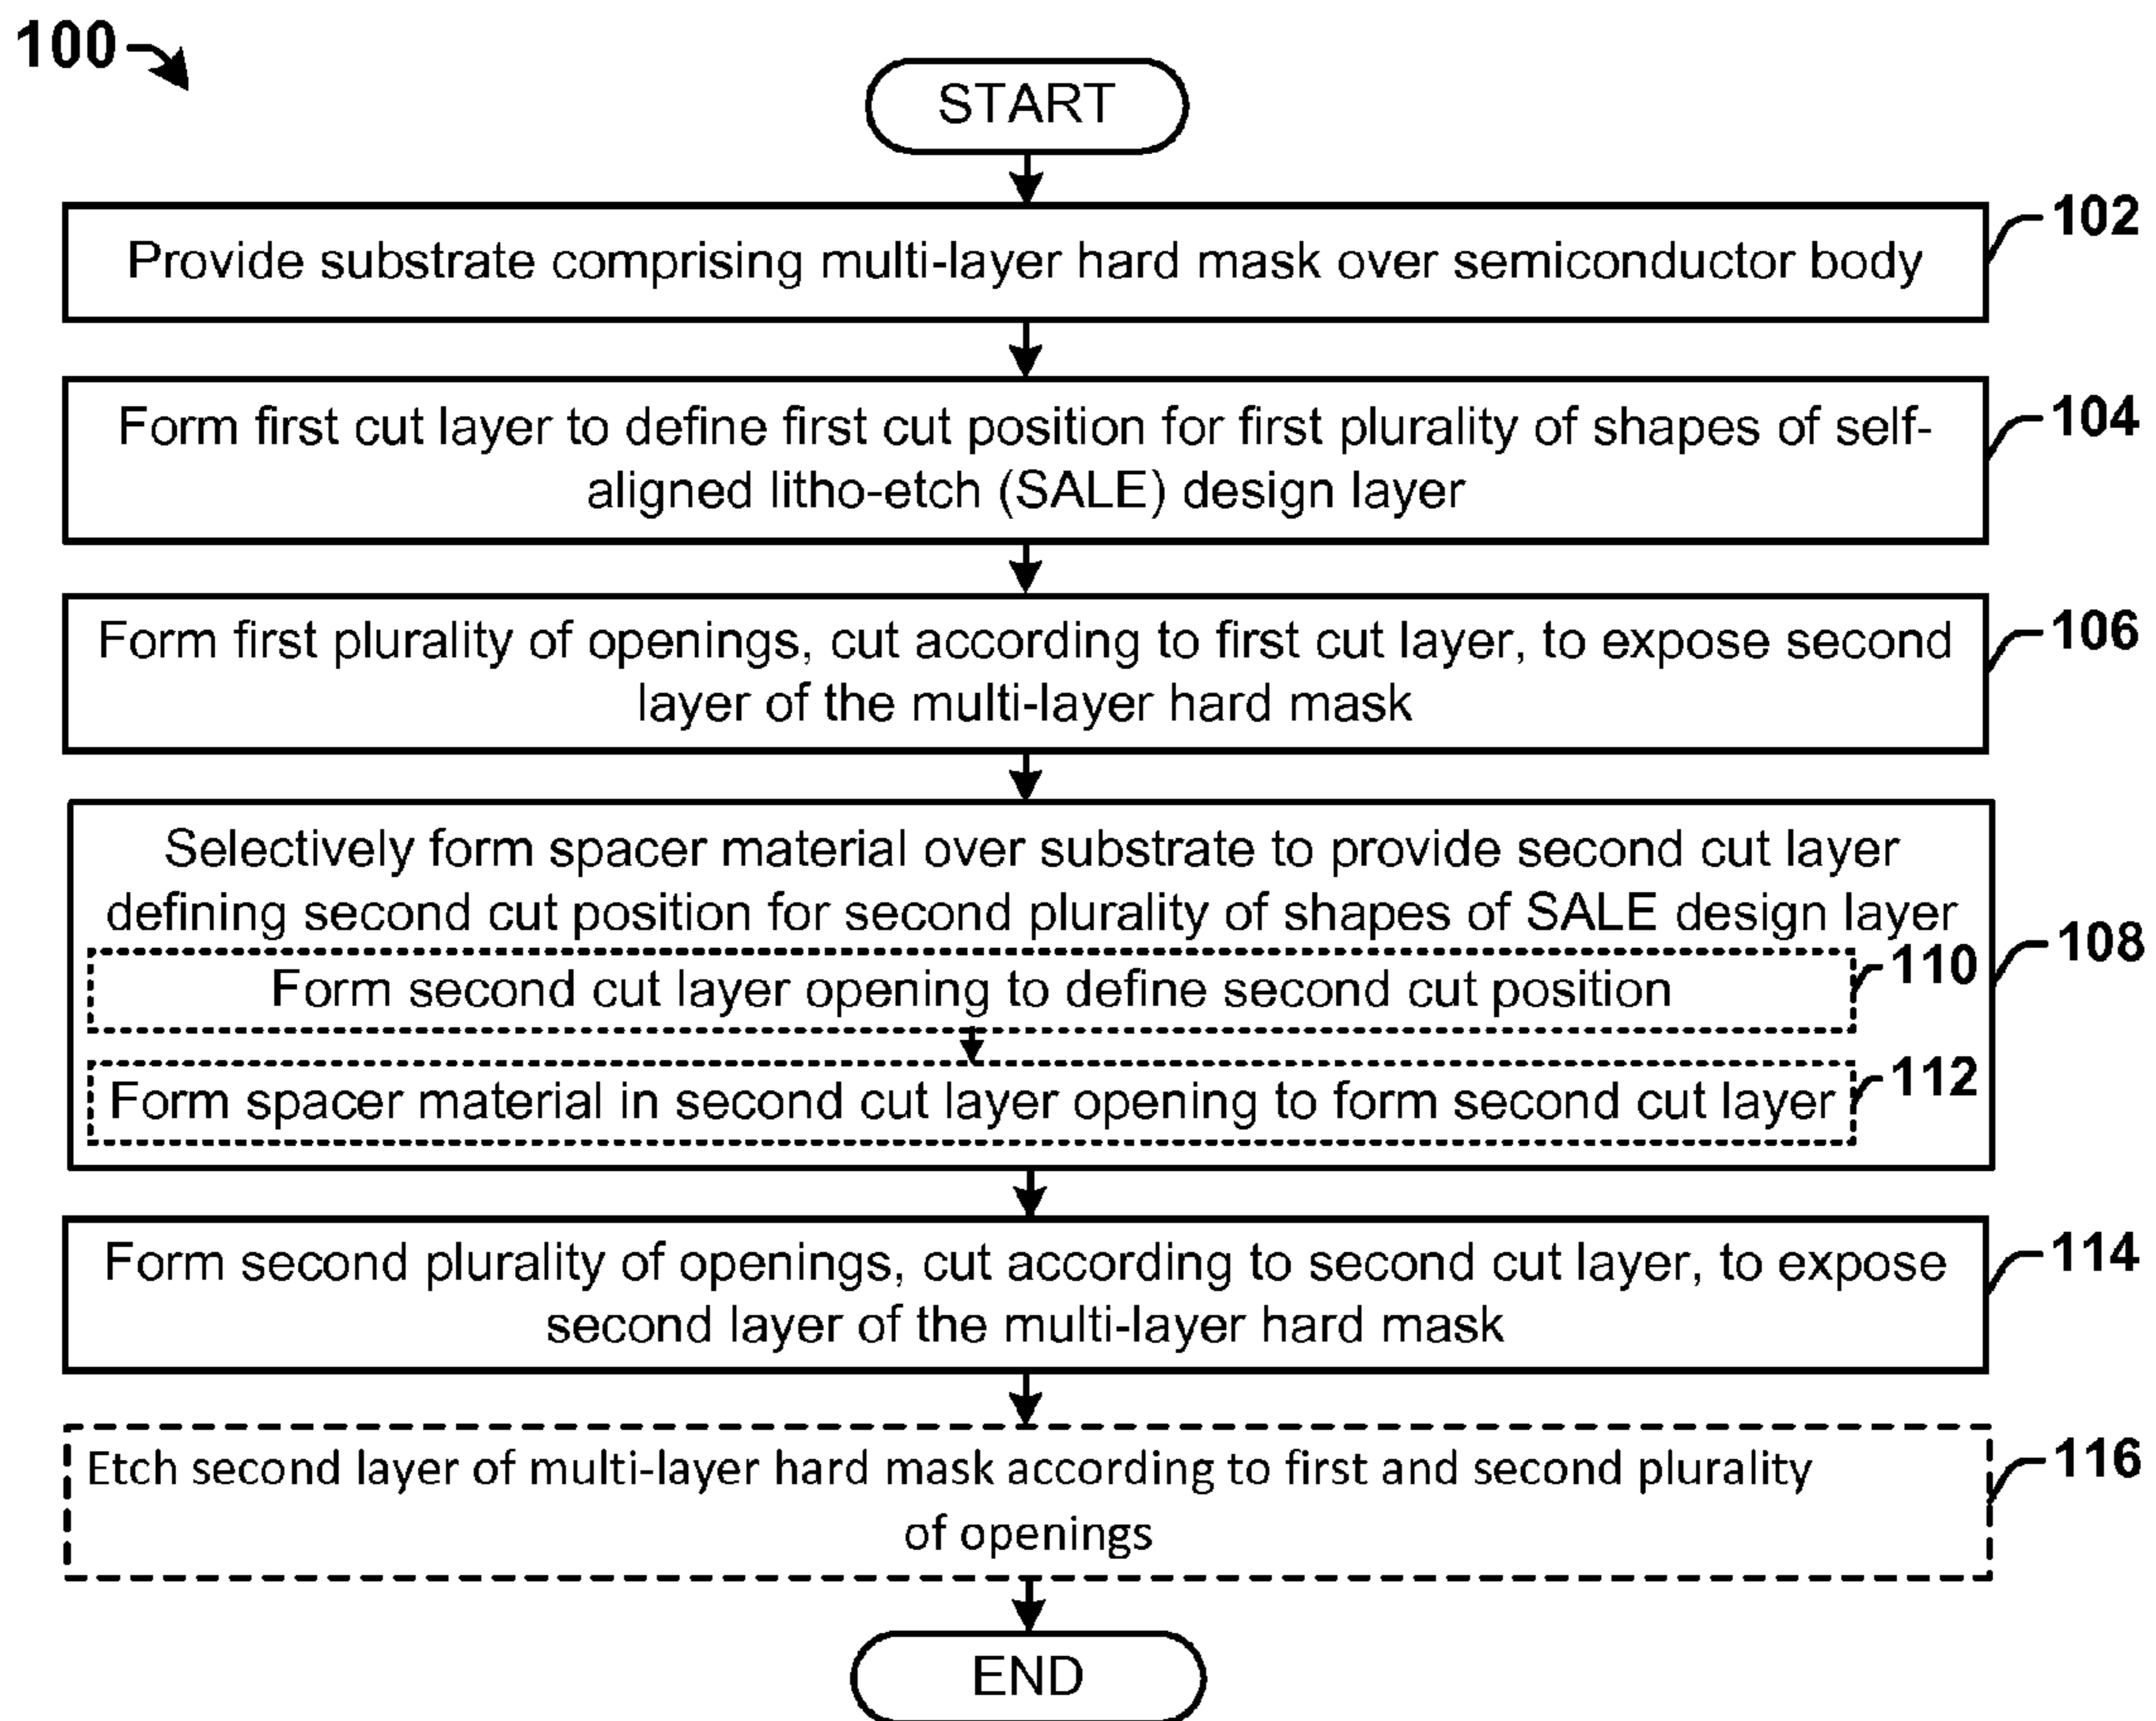 100
START
102
Provide substrate comprising multi-layer hard mask over semiconductor body
104
Form first cut layer to define first cut position for first plurality of shapes of self-
aligned litho-etch (SALE) design layer
106
Form first plurality of openings, cut according to first cut layer, to expose second
layer of the multi-layer hard mask
Selectively form spacer material over substrate to provide second cut layer
defining second cut position for second plurality of shapes of SALE design layer
108
110
Form second cut layer opening to define second cut position
112
Form spacer material in second cut layer opening to form second cut layer
114
Form second plurality of openings, cut according to second cut layer, to expose
second layer of the multi-layer hard mask
116
Etch second layer of multi-layer hard mask according to first and second plurality
of openings
END